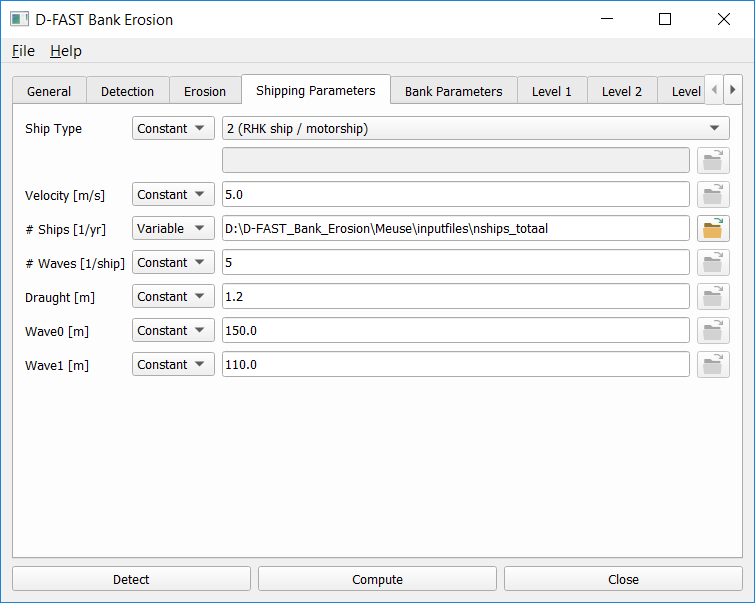 D-FAST Bank Erosion
File Help
General Detection Erosion Shipping Parameters Bank Parameters Level 1 Level 2 Level
Ship Type Constant 2 (RHK ship / motorship)
Velocity [m/s] Constant 5.0
# Ships [1/yr] Variable D:\D-FAST_Bank_Erosion\Meuse\inputfiles\nships_totaal
# Waves [1/ship] Constant 5
Draught [m] Constant 1.2
Wave0 [m] Constant 150.0
Wave1 [m] Constant 110.0
Detect Compute Close